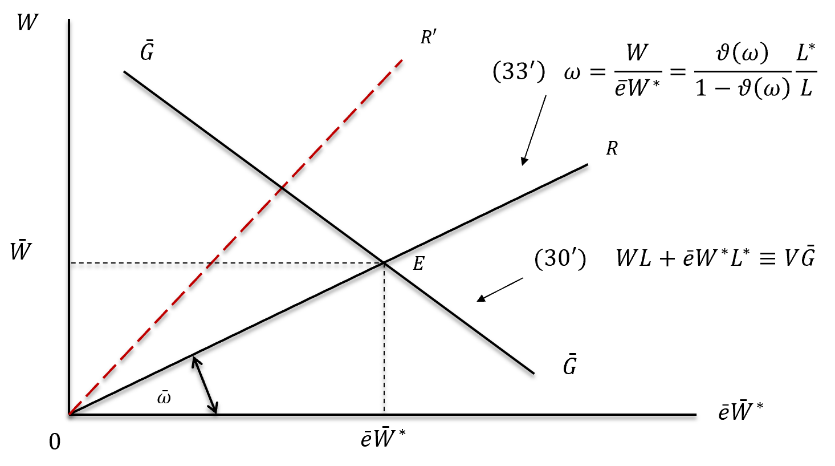 W
Ḡ
R′
(33′) ω = W/(ēW*) = ϑ(ω)/(1 − ϑ(ω)) L*/L
R
W̄
E
(30′) WL + ēW*L* ≡ VḠ
Ḡ
ω̄
ēW̄*
0
ēW̄*